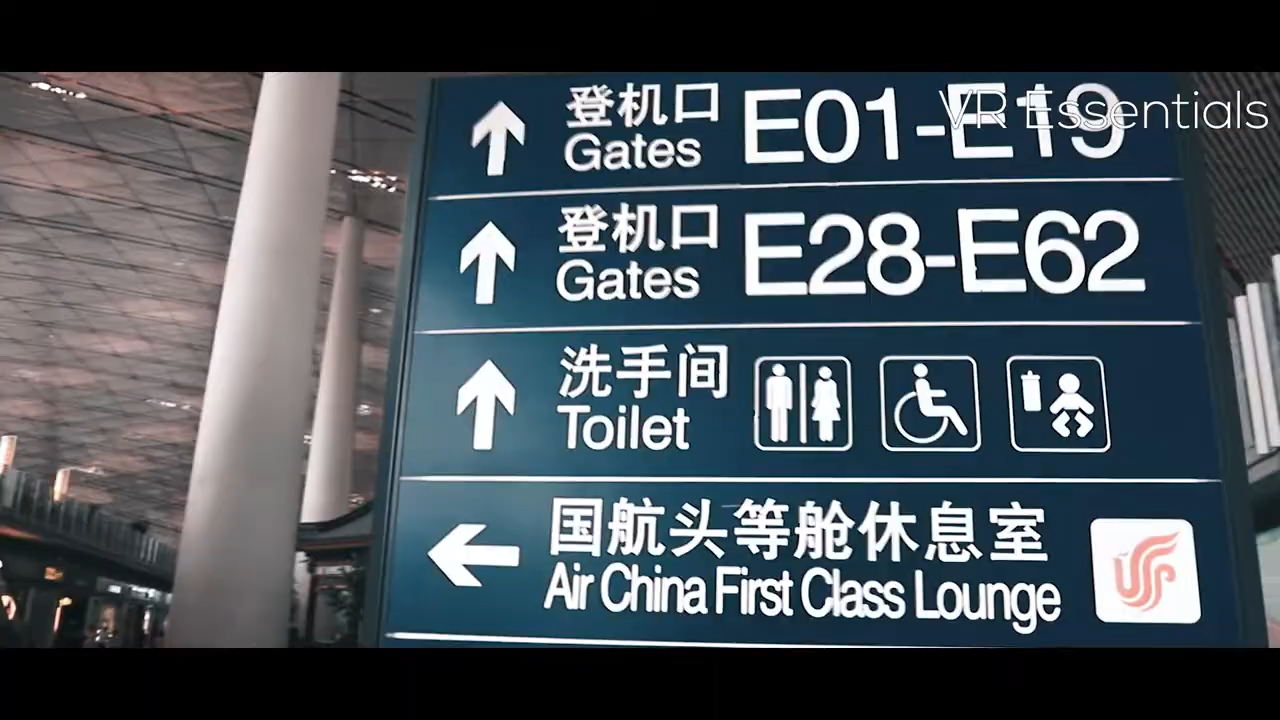 登机口
Gates
E01-E19
VR Essentials
登机口
Gates
E28-E62
洗手间
Toilet
国航头等舱休息室
Air China First Class Lounge